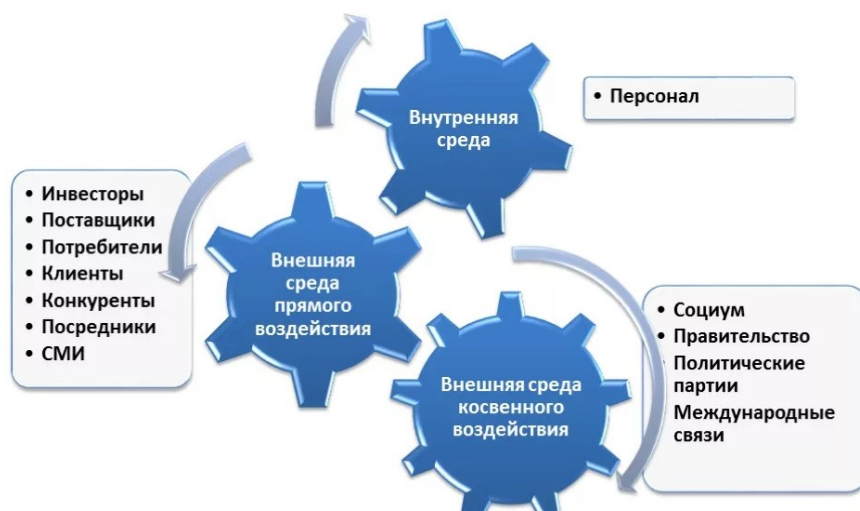 Внутренняя
среда
• Персонал
• Инвесторы
• Поставщики
• Потребители
• Клиенты
• Конкуренты
• Посредники
• СМИ
Внешняя
среда
прямого
воздействия
Внешняя среда
косвенного
воздействия
• Социум
• Правительство
• Политические
партии
Международные
связи